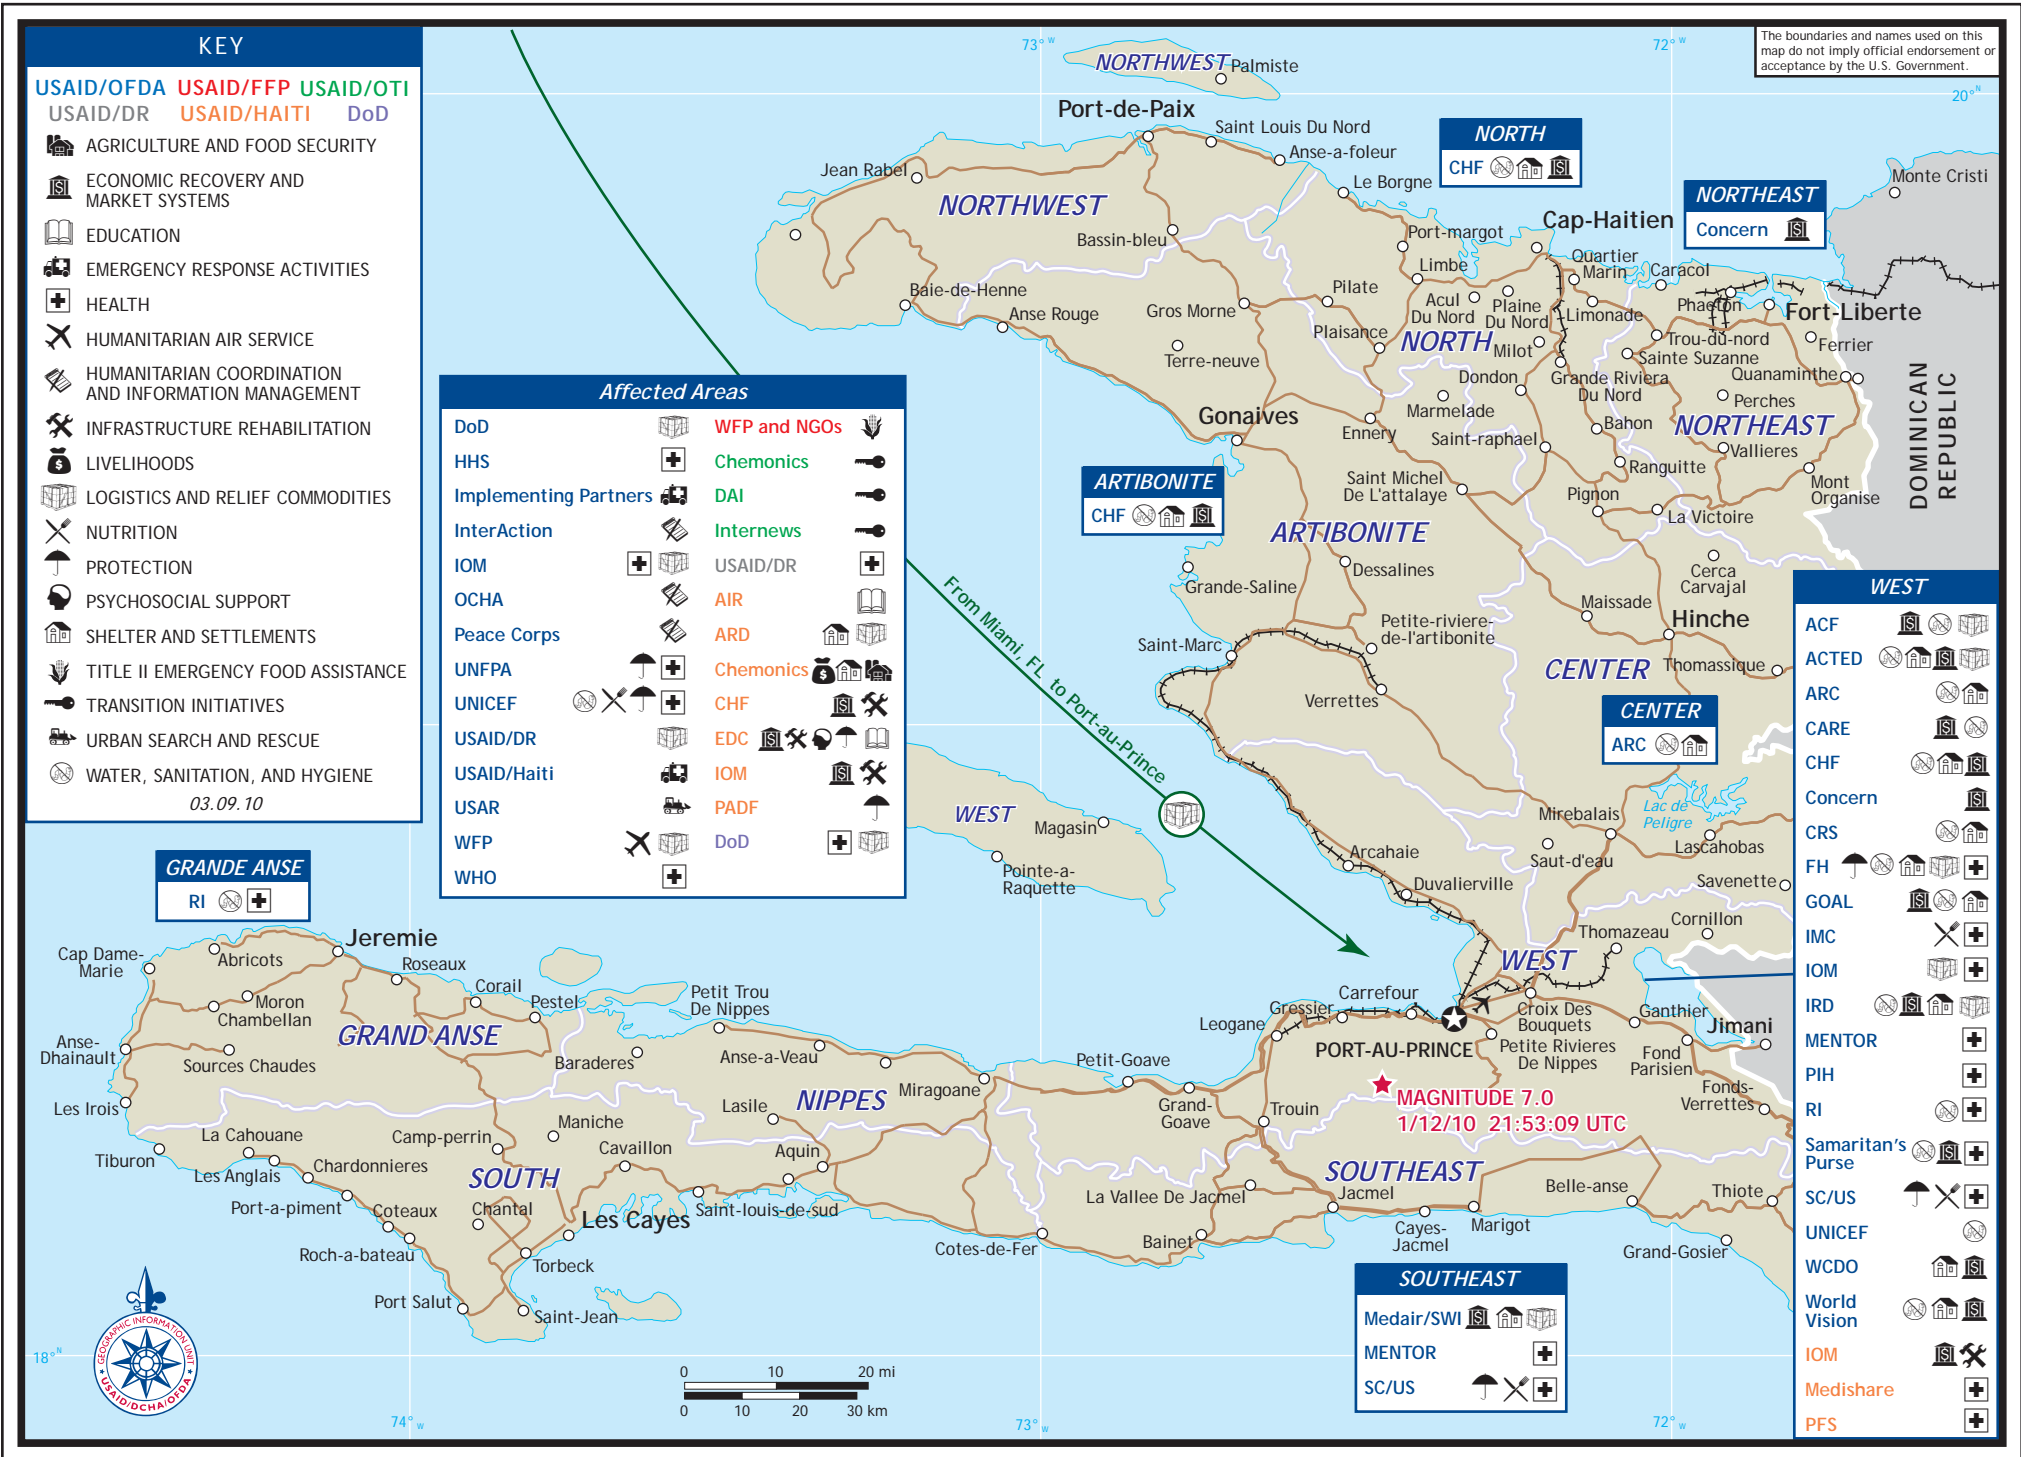 KEY
USAID/OFDA USAID/FFP USAID/OTI
USAID/DR USAID/HAITI DoD
AGRICULTURE AND FOOD SECURITY
ECONOMIC RECOVERY AND
MARKET SYSTEMS
EDUCATION
EMERGENCY RESPONSE ACTIVITIES
HEALTH
HUMANITARIAN AIR SERVICE
HUMANITARIAN COORDINATION
AND INFORMATION MANAGEMENT
INFRASTRUCTURE REHABILITATION
LIVELIHOODS
LOGISTICS AND RELIEF COMMODITIES
NUTRITION
PROTECTION
PSYCHOSOCIAL SUPPORT
SHELTER AND SETTLEMENTS
TITLE II EMERGENCY FOOD ASSISTANCE
TRANSITION INITIATIVES
URBAN SEARCH AND RESCUE
WATER, SANITATION, AND HYGIENE
03.09.10
The boundaries and names used on this
map do not imply official endorsement or
acceptance by the U.S. Government.
73° W
72° W
20° N
NORTHWEST
Palmiste
Port-de-Paix
Saint Louis Du Nord
Anse-a-foleur
Jean Rabel
Le Borgne
NORTHWEST
Bassin-bleu
Port-margot
Cap-Haitien
Monte Cristi
NORTH
CHF
NORTHEAST
Concern
Limbe
Quartier
Marin
Caracol
Baie-de-Henne
Anse Rouge
Gros Morne
Pilate
Acul
Du Nord
Plaine
Du Nord
Limonade
Phaeton
Fort-Liberte
Plaisance
NORTH
Milot
Trou-du-nord
Sainte Suzanne
Ferrier
Terre-neuve
Dondon
Grande Riviera
Du Nord
Quanaminthe
Perches
Marmelade
Gonaives
Ennery
Saint-raphael
Bahon
NORTHEAST
Vallieres
Ranguitte
DOMINICAN
REPUBLIC
Saint Michel
De L'attalaye
Pignon
Mont
Organise
La Victoire
ARTIBONITE
CHF
ARTIBONITE
Dessalines
Cerca
Carvajal
Grande-Saline
Maissade
Petite-riviere-
de-l'artibonite
Hinche
Saint-Marc
CENTER
Thomassique
Verrettes
CENTER
ARC
Affected Areas
DoD
HHS
Implementing Partners
InterAction
IOM
OCHA
Peace Corps
UNFPA
UNICEF
USAID/DR
USAID/Haiti
USAR
WFP
WHO
WFP and NGOs
Chemonics
DAI
Internews
USAID/DR
AIR
ARD
Chemonics
CHF
EDC
IOM
PADF
DoD
From Miami, FL to Port-au-Prince
WEST
Magasin
Pointe-a-
Raquette
Mirebalais
Lac de
Peligre
Lascahobas
Saut-d'eau
Arcahaie
Duvalierville
Savenette
Cornillon
Thomazeau
WEST
Carrefour
Gressier
Leogane
Croix Des
Bouquets
Ganthier
Jimani
PORT-AU-PRINCE
Petite Rivieres
De Nippes
Fond
Parisien
Fonds-
Verrettes
MAGNITUDE 7.0
1/12/10 21:53:09 UTC
GRANDE ANSE
RI
Jeremie
Cap Dame-
Marie
Abricots
Roseaux
Corail
Moron
Chambellan
Pestel
Petit Trou
De Nippes
GRAND ANSE
Anse-
Dhainault
Sources Chaudes
Baraderes
Anse-a-Veau
Petit-Goave
Miragoane
NIPPES
Les Irois
Lasile
Grand-
Goave
Trouin
La Cahouane
Camp-perrin
Maniche
Cavaillon
Aquin
Tiburon
Les Anglais
Chardonnieres
SOUTH
SOUTHEAST
Port-a-piment
Coteaux
Chantal
Les Cayes
Saint-louis-de-sud
La Vallee De Jacmel
Jacmel
Belle-anse
Thiote
Roch-a-bateau
Torbeck
Cotes-de-Fer
Bainet
Cayes-
Jacmel
Marigot
Grand-Gosier
Port Salut
Saint-Jean
SOUTHEAST
Medair/SWI
MENTOR
SC/US
WEST
ACF
ACTED
ARC
CARE
CHF
Concern
CRS
FH
GOAL
IMC
IOM
IRD
MENTOR
PIH
RI
Samaritan's
Purse
SC/US
UNICEF
WCDO
World
Vision
IOM
Medishare
PFS
18° N
GEOGRAPHIC INFORMATION UNIT
USAID/DCHA/OFDA
0 10 20 mi
0 10 20 30 km
74° W
73° W
72° W